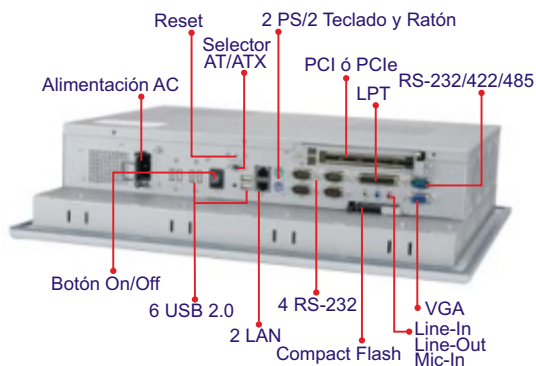 Reset
2 PS/2 Teclado y Ratón
Selector
AT/ATX
PCI ó PCIe
RS-232/422/485
LPT
Alimentación AC
Botón On/Off
6 USB 2.0
2 LAN
4 RS-232
Compact Flash
VGA
Line-In
Line-Out
Mic-In